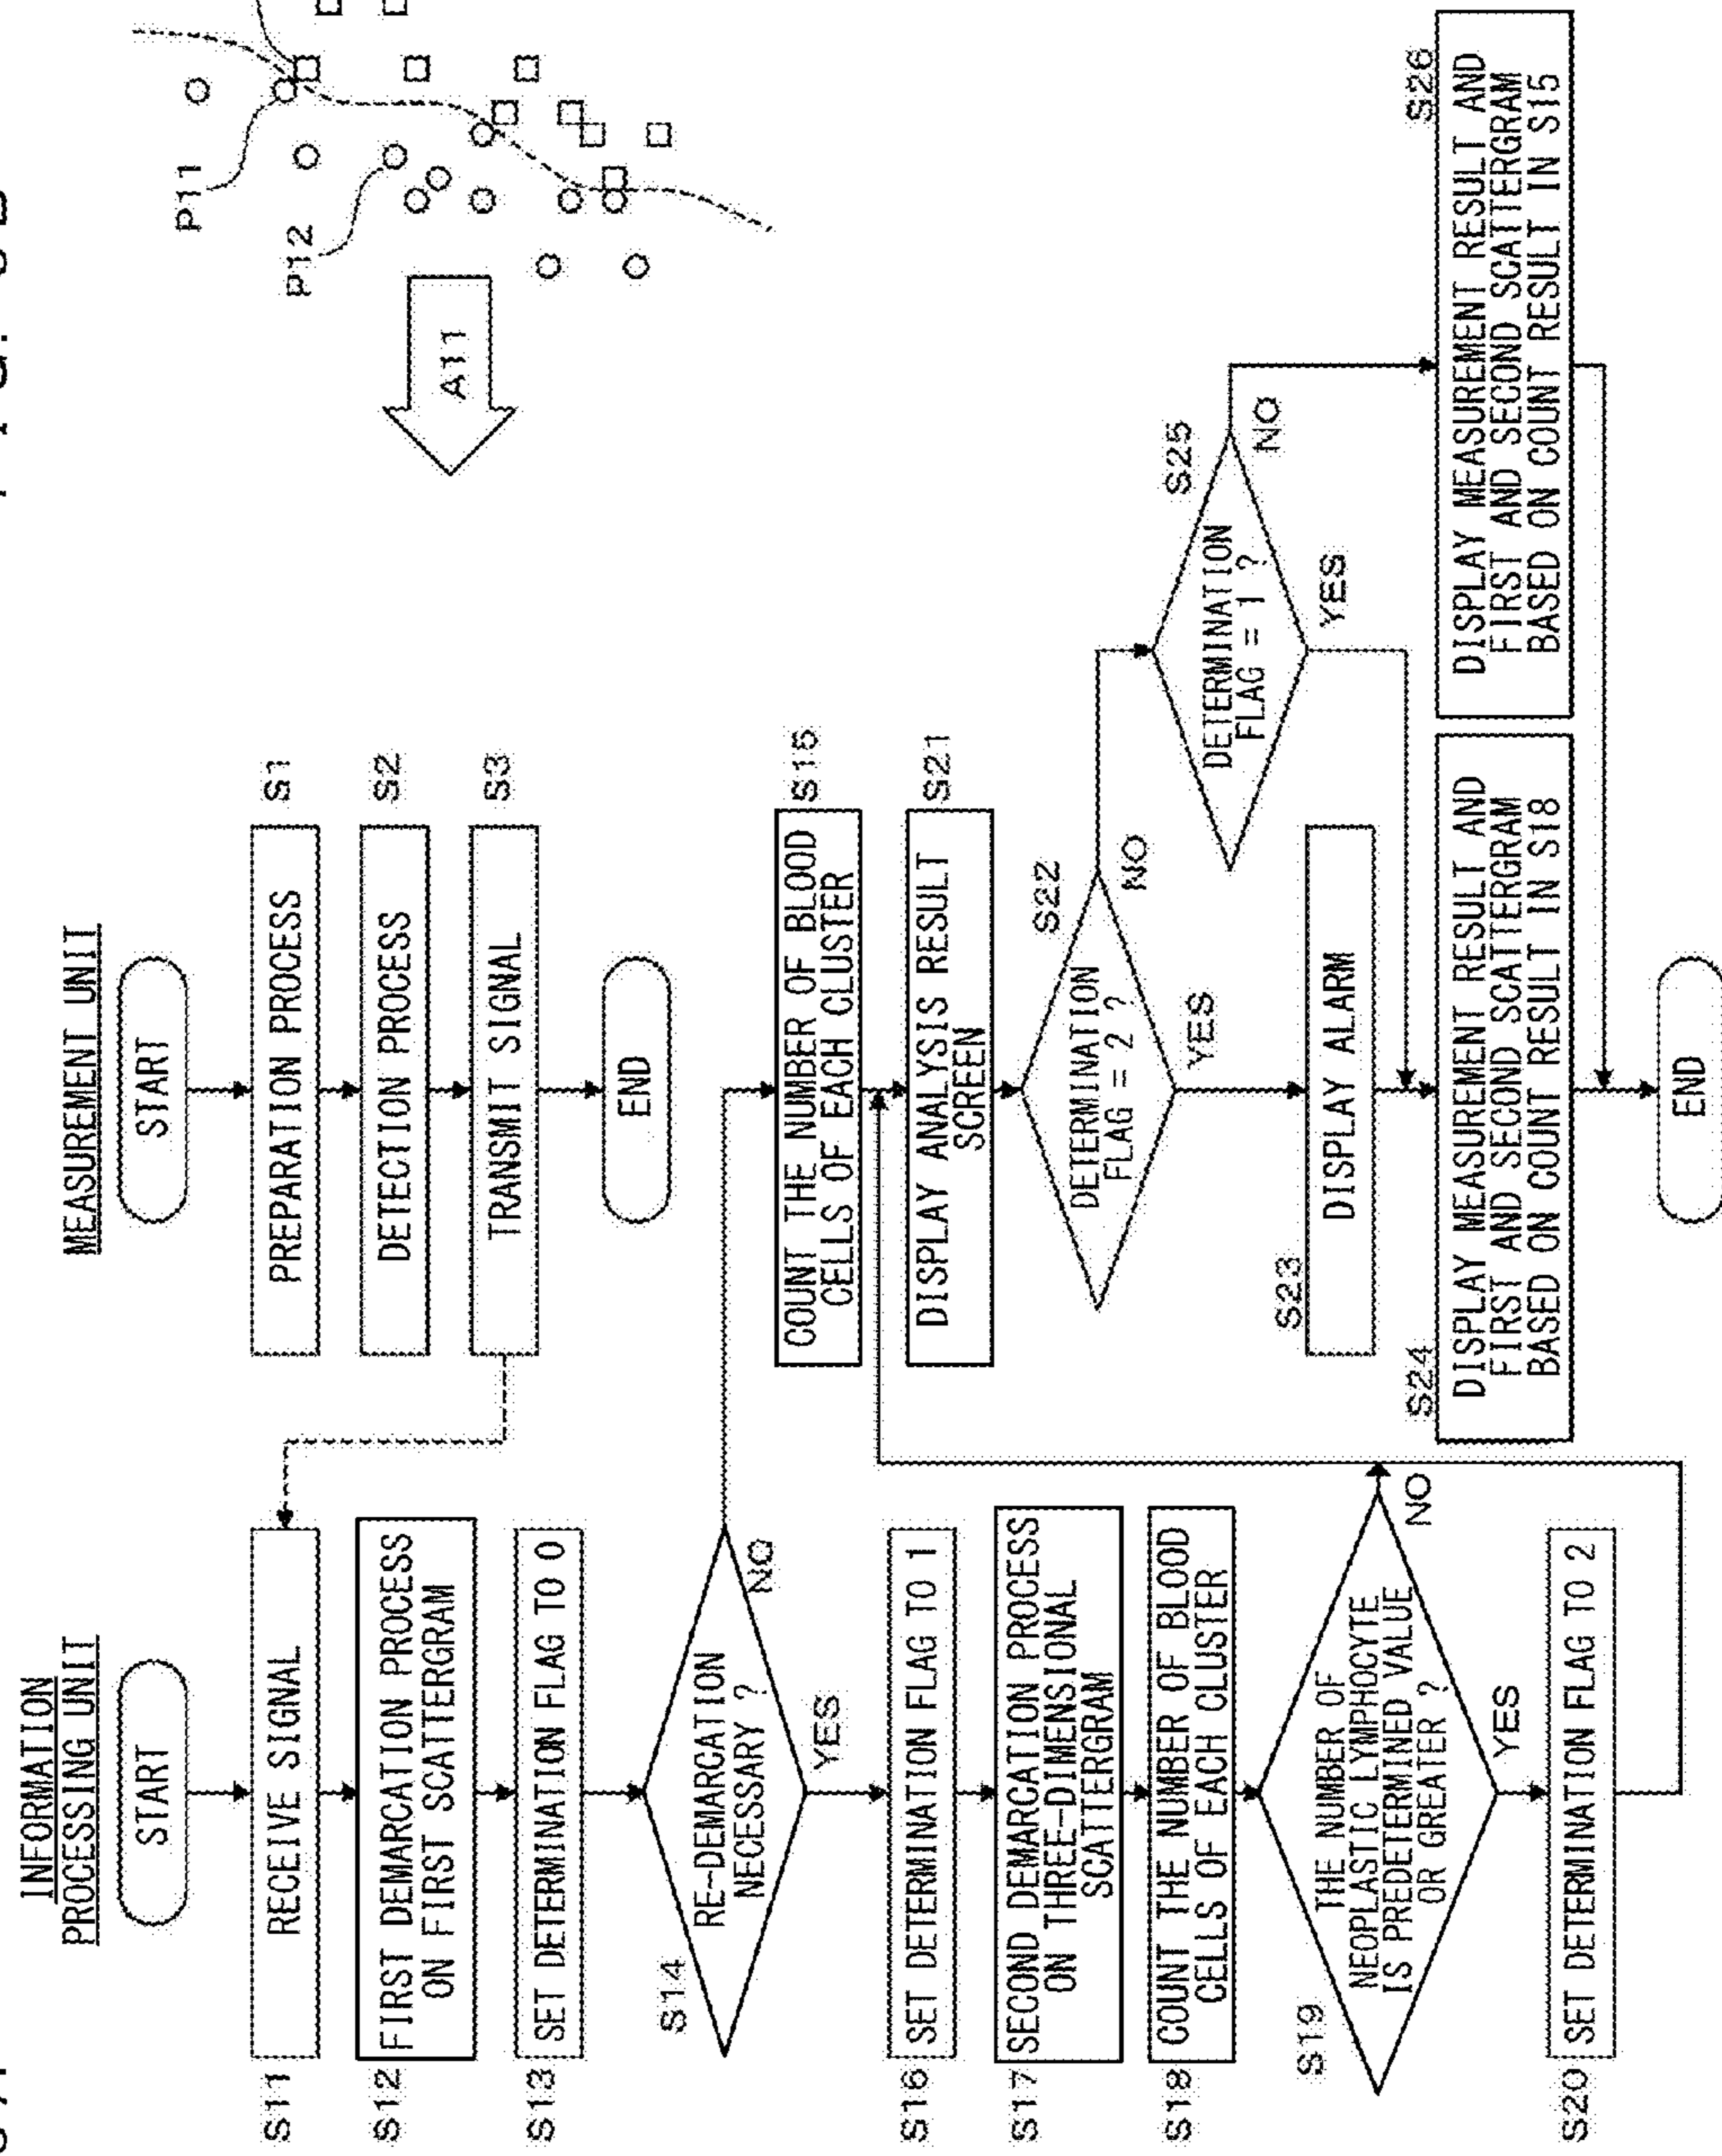 INFORMATION
PROCESSING UNIT
START
S11
RECEIVE SIGNAL
S12
FIRST DEMARCATION PROCESS
ON FIRST SCATTERGRAM
S13
SET DETERMINATION FLAG TO 0
S14
RE-DEMARCATION
NECESSARY ?
NO
YES
S16
SET DETERMINATION FLAG TO 1
S17
SECOND DEMARCATION PROCESS
ON THREE-DIMENSIONAL
SCATTERGRAM
S18
COUNT THE NUMBER OF BLOOD
CELLS OF EACH CLUSTER
S19
THE NUMBER OF
NEOPLASTIC LYMPHOCYTE
IS PREDETERMINED VALUE
OR GREATER ?
NO
YES
S20
SET DETERMINATION FLAG TO 2
MEASUREMENT UNIT
START
PREPARATION PROCESS
S1
DETECTION PROCESS
S2
TRANSMIT SIGNAL
S3
END
COUNT THE NUMBER OF BLOOD
CELLS OF EACH CLUSTER
S15
DISPLAY ANALYSIS RESULT
SCREEN
S21
S22
DETERMINATION
FLAG = 2 ?
NO
YES
S25
DETERMINATION
FLAG = 1 ?
NO
YES
S23
DISPLAY ALARM
S24
DISPLAY MEASUREMENT RESULT AND
FIRST AND SECOND SCATTERGRAM
BASED ON COUNT RESULT IN S18
S26
DISPLAY MEASUREMENT RESULT AND
FIRST AND SECOND SCATTERGRAM
BASED ON COUNT RESULT IN S15
END
A11
P11
P12